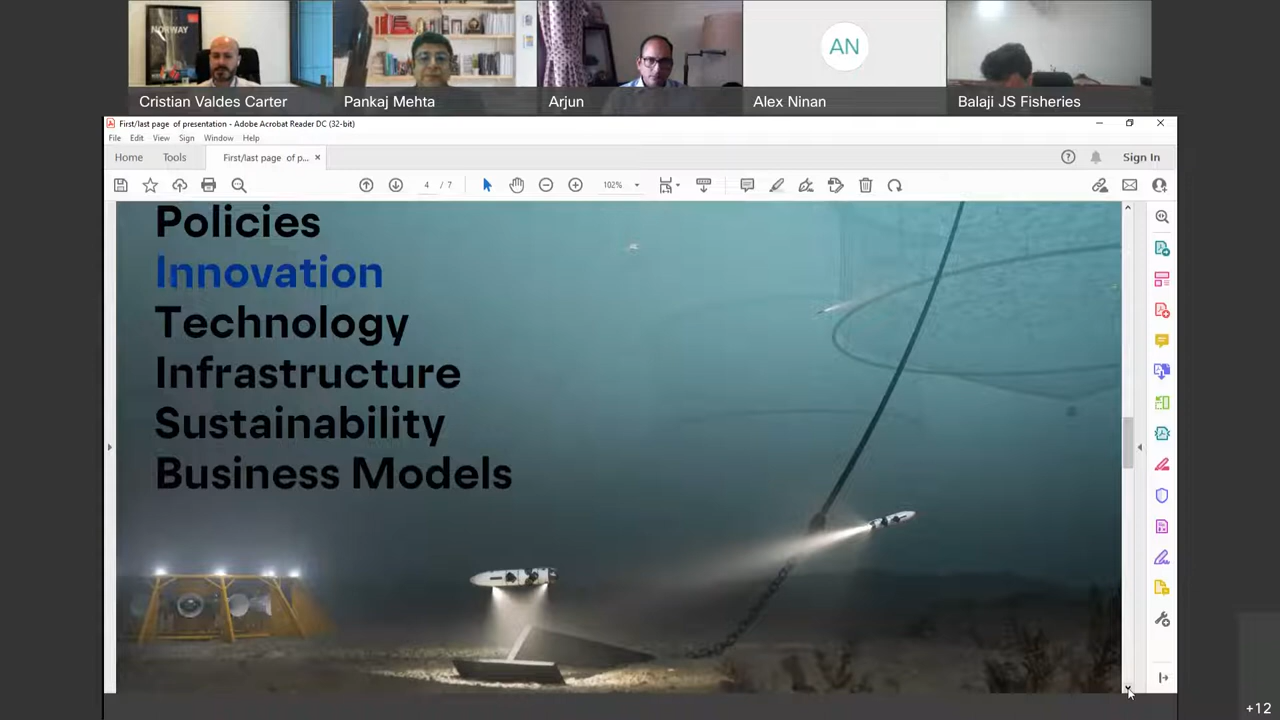 NORWAY
AN
Cristian Valdes Carter
Pankaj Mehta
Arjun
Alex Ninan
Balaji JS Fisheries
First/last page of presentation - Adobe Acrobat Reader DC (32-bit)
File Edit View Sign Window Help
Home Tools First/last page of p... × Sign In
4 / 7 102%
Policies
Innovation
Technology
Infrastructure
Sustainability
Business Models
+12